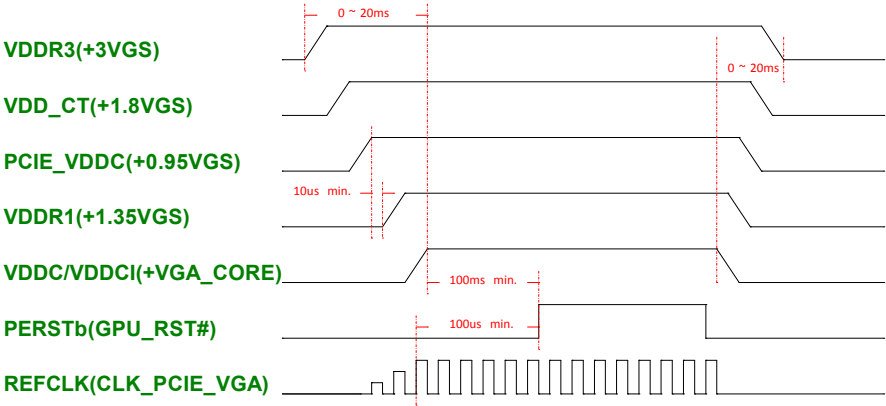 0 ~ 20ms
VDDR3(+3VGS)
0 ~ 20ms
VDD_CT(+1.8VGS)
PCIE_VDDC(+0.95VGS)
10us min.
VDDR1(+1.35VGS)
VDDC/VDDCI(+VGA_CORE)
100ms min.
PERSTb(GPU_RST#)
100us min.
REFCLK(CLK_PCIE_VGA)